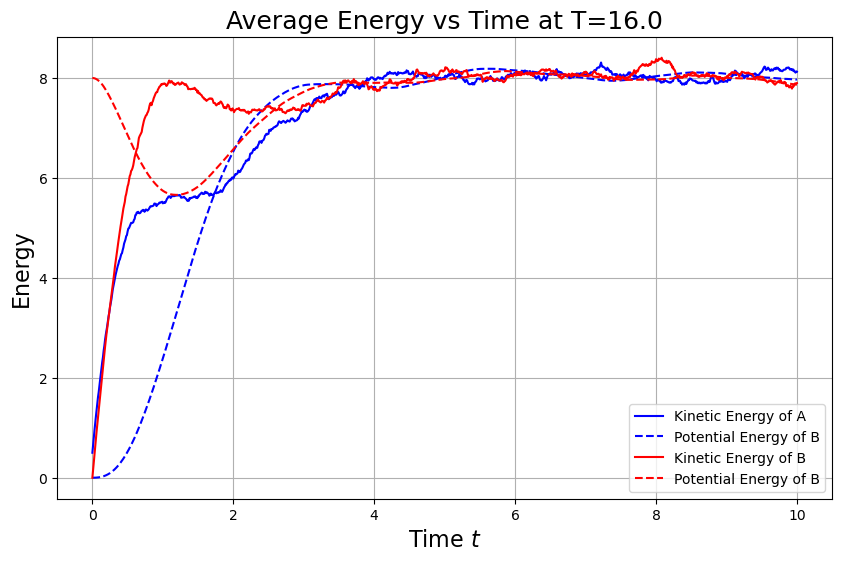 Average Energy vs Time at T=16.0
Energy
8
6
4
2
0
0 2 4 6 8 10
Time t
Kinetic Energy of A
Potential Energy of B
Kinetic Energy of B
Potential Energy of B